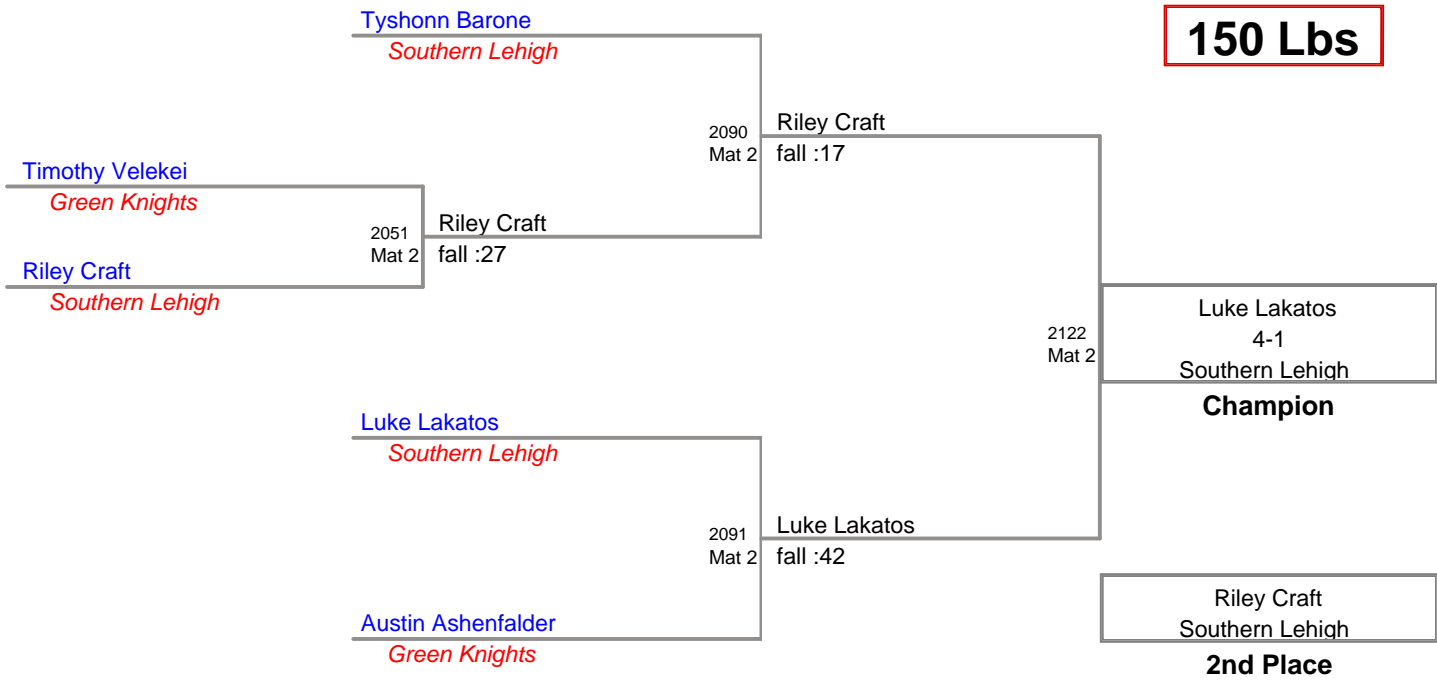 Tyshonn Barone
Southern Lehigh
150 Lbs
2090
Mat 2
Riley Craft
fall :17
Timothy Velekei
Green Knights
2051
Mat 2
Riley Craft
fall :27
Riley Craft
Southern Lehigh
2122
Mat 2
Luke Lakatos
4-1
Southern Lehigh
Champion
Luke Lakatos
Southern Lehigh
2091
Mat 2
Luke Lakatos
fall :42
Austin Ashenfalder
Green Knights
Riley Craft
Southern Lehigh
2nd Place